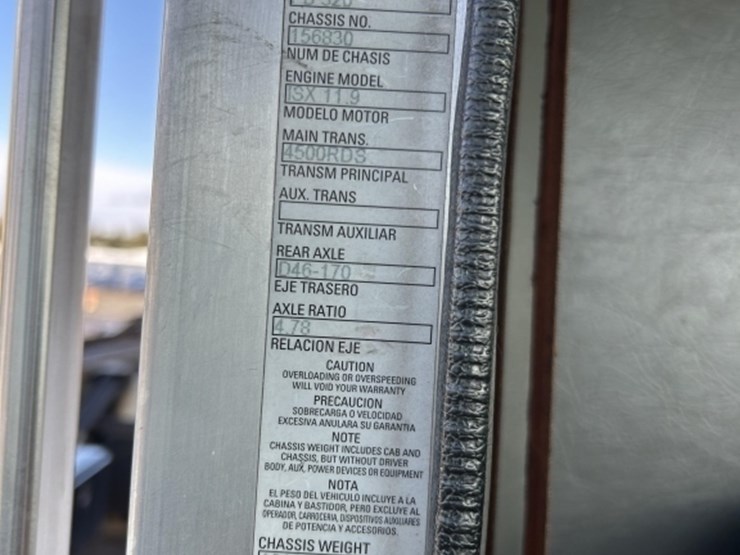 CHASSIS NO.
156830
NUM DE CHASIS
ENGINE MODEL
ISX 11.9
MODELO MOTOR
MAIN TRANS.
4500RDS
TRANSM PRINCIPAL
AUX. TRANS
TRANSM AUXILIAR
REAR AXLE
D46-170
EJE TRASERO
AXLE RATIO
4.78
RELACION EJE
CAUTION
OVERLOADING OR OVERSPEEDING
WILL VOID YOUR WARRANTY
PRECAUCION
SOBRECARGA O VELOCIDAD
EXCESIVA ANULARA SU GARANTIA
NOTE
CHASSIS WEIGHT INCLUDES CAB AND
CHASSIS, BUT WITHOUT DRIVER
BODY, AUX, POWER DEVICES OR EQUIPMENT
NOTA
EL PESO DEL VEHICULO INCLUYE A LA
CABINA Y BASTIDOR, PERO EXCLUYE AL
OPERADOR, CARROCERIA, DISPOSITIVOS AUXILIARES
DE POTENCIA Y ACCESORIOS.
CHASSIS WEIGHT